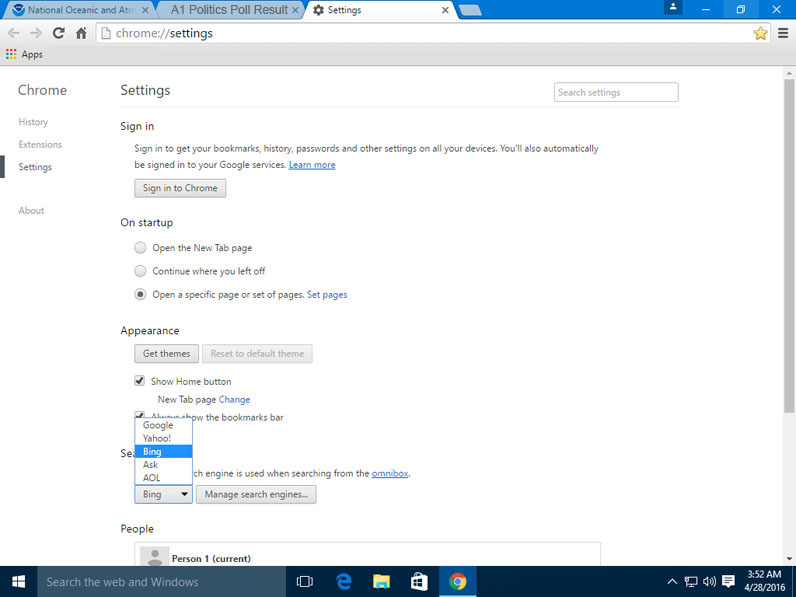 National Oceanic and Atm
A1 Politics Poll Result
Settings
chrome://settings
Apps
Chrome
Settings
Search settings
History
Extensions
Settings
About
Sign in
Sign in to get your bookmarks, history, passwords and other settings on all your devices. You'll also automatically
be signed in to your Google services. Learn more
Sign in to Chrome
On startup
Open the New Tab page
Continue where you left off
Open a specific page or set of pages. Set pages
Appearance
Get themes
Reset to default theme
Show Home button
New Tab page Change
Always show the bookmarks bar
Google
Yahoo!
Bing
Ask
AOL
Sea
ch engine is used when searching from the omnibox.
Bing
Manage search engines...
People
Person 1 (current)
Search the web and Windows
3:52 AM
4/28/2016